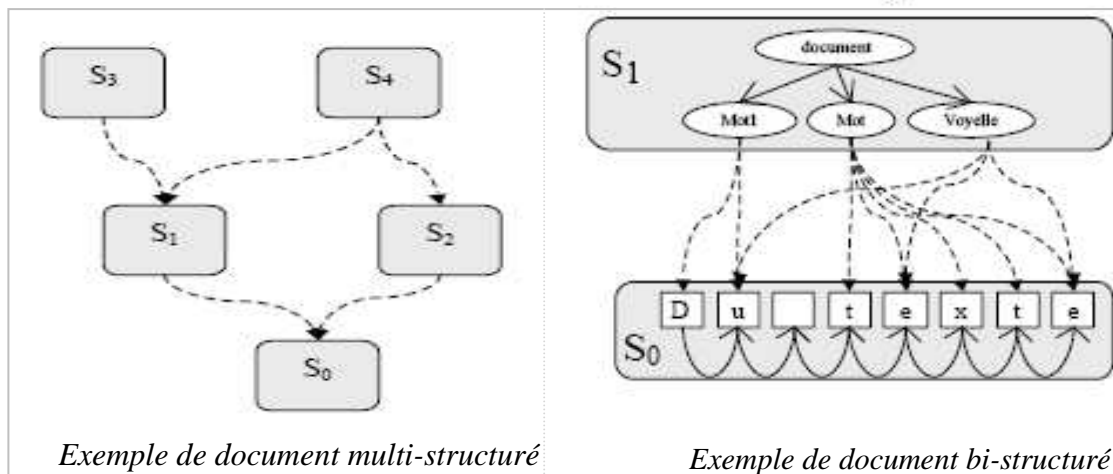 S3 S4
S1 S2
S0
Exemple de document multi-structuré
S1
document
Mot1 Mot Voyelle
D u t e x t e
S0
Exemple de document bi-structuré